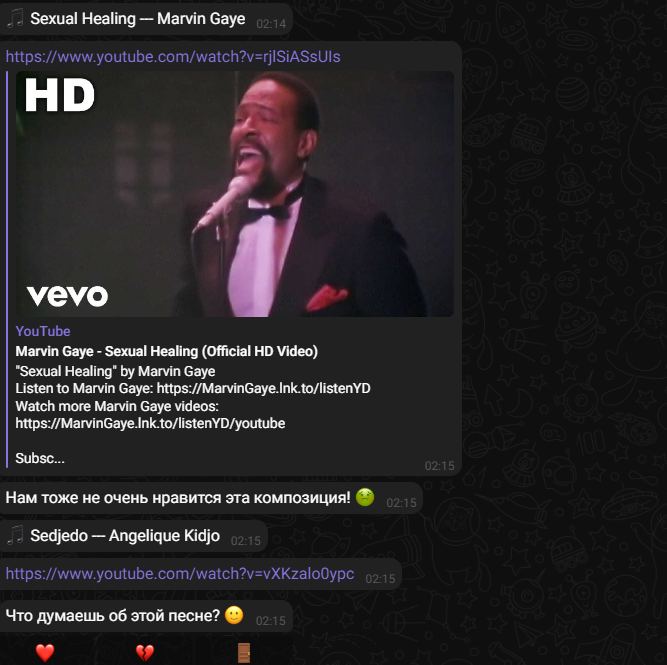 🎵 Sexual Healing — Marvin Gaye 02:14
https://www.youtube.com/watch?v=rjlSiASsUIs
HD
vevo
YouTube
Marvin Gaye - Sexual Healing (Official HD Video)
"Sexual Healing" by Marvin Gaye
Listen to Marvin Gaye: https://MarvinGaye.lnk.to/listenYD
Watch more Marvin Gaye videos:
https://MarvinGaye.lnk.to/listenYD/youtube
Subsc...
02:15
Нам тоже не очень нравится эта композиция! 🤢 02:15
🎵 Sedjedo — Angelique Kidjo 02:15
https://www.youtube.com/watch?v=vXKzalo0ypc 02:15
Что думаешь об этой песне? 🙂 02:15
❤️ 💔 🚪